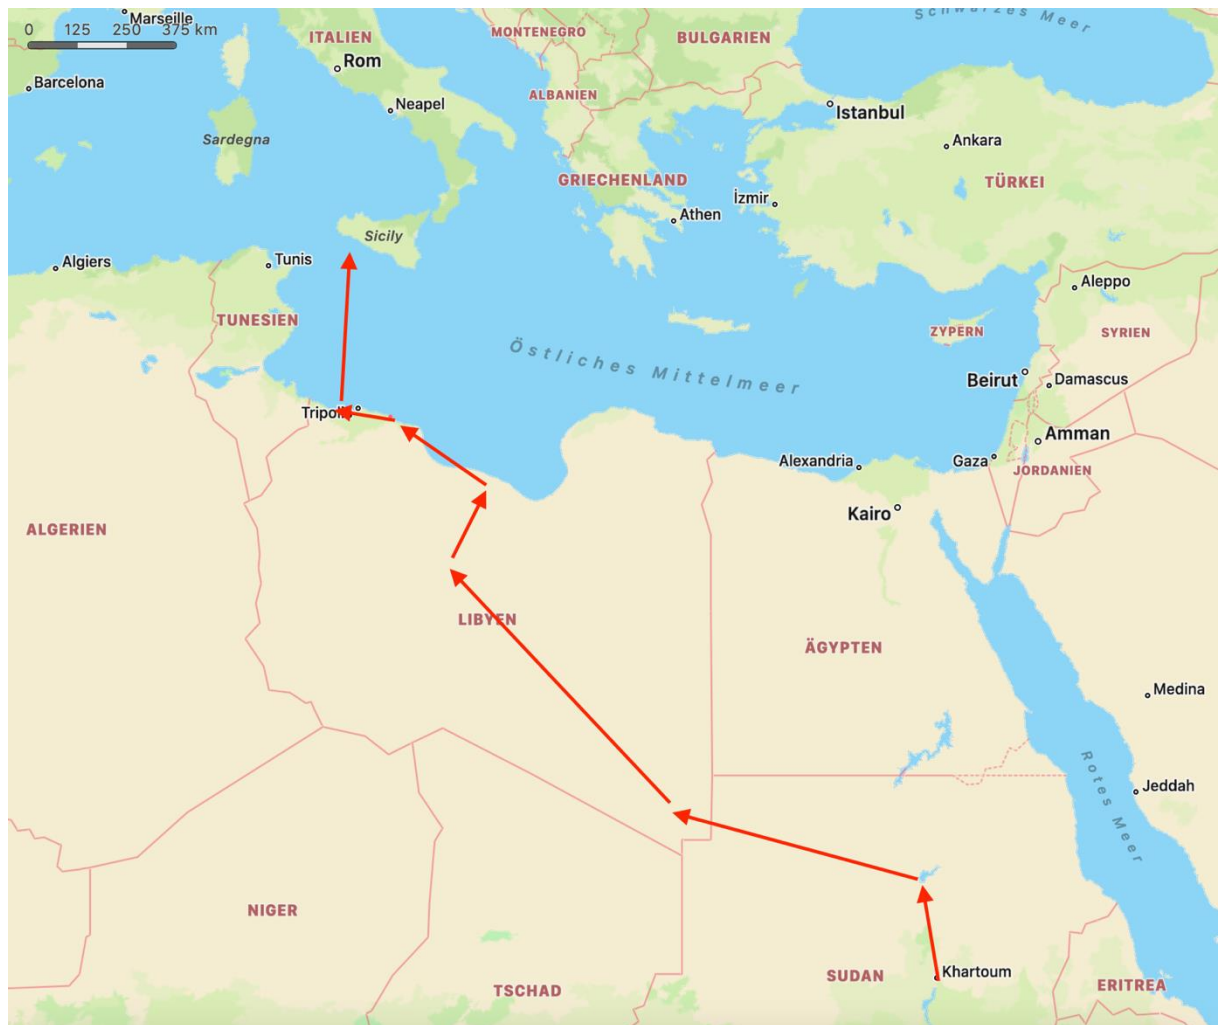 Marseille
0 125 250 375 km
Schwarzes Meer
ITALIEN
MONTENEGRO
BULGARIEN
Rom
Barcelona
ALBANIEN
Neapel
Istanbul
Sardegna
Ankara
GRIECHENLAND
TÜRKEI
İzmir
Athen
Sicily
Algiers
Tunis
Aleppo
TUNESIEN
ZYPERN
SYRIEN
Östliches Mittelmeer
Beirut
Damascus
Tripolis
Amman
Alexandria
Gaza
JORDANIEN
Kairo
ALGERIEN
LIBYEN
ÄGYPTEN
Medina
Rotes Meer
Jeddah
NIGER
Khartoum
SUDAN
ERITREA
TSCHAD